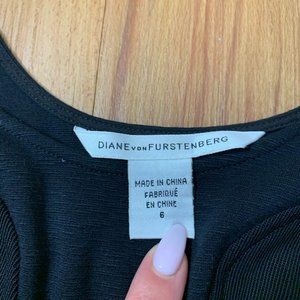 DIANE VON FURSTENBERG
MADE IN CHINA
FABRIQUÉ
EN CHINE
6